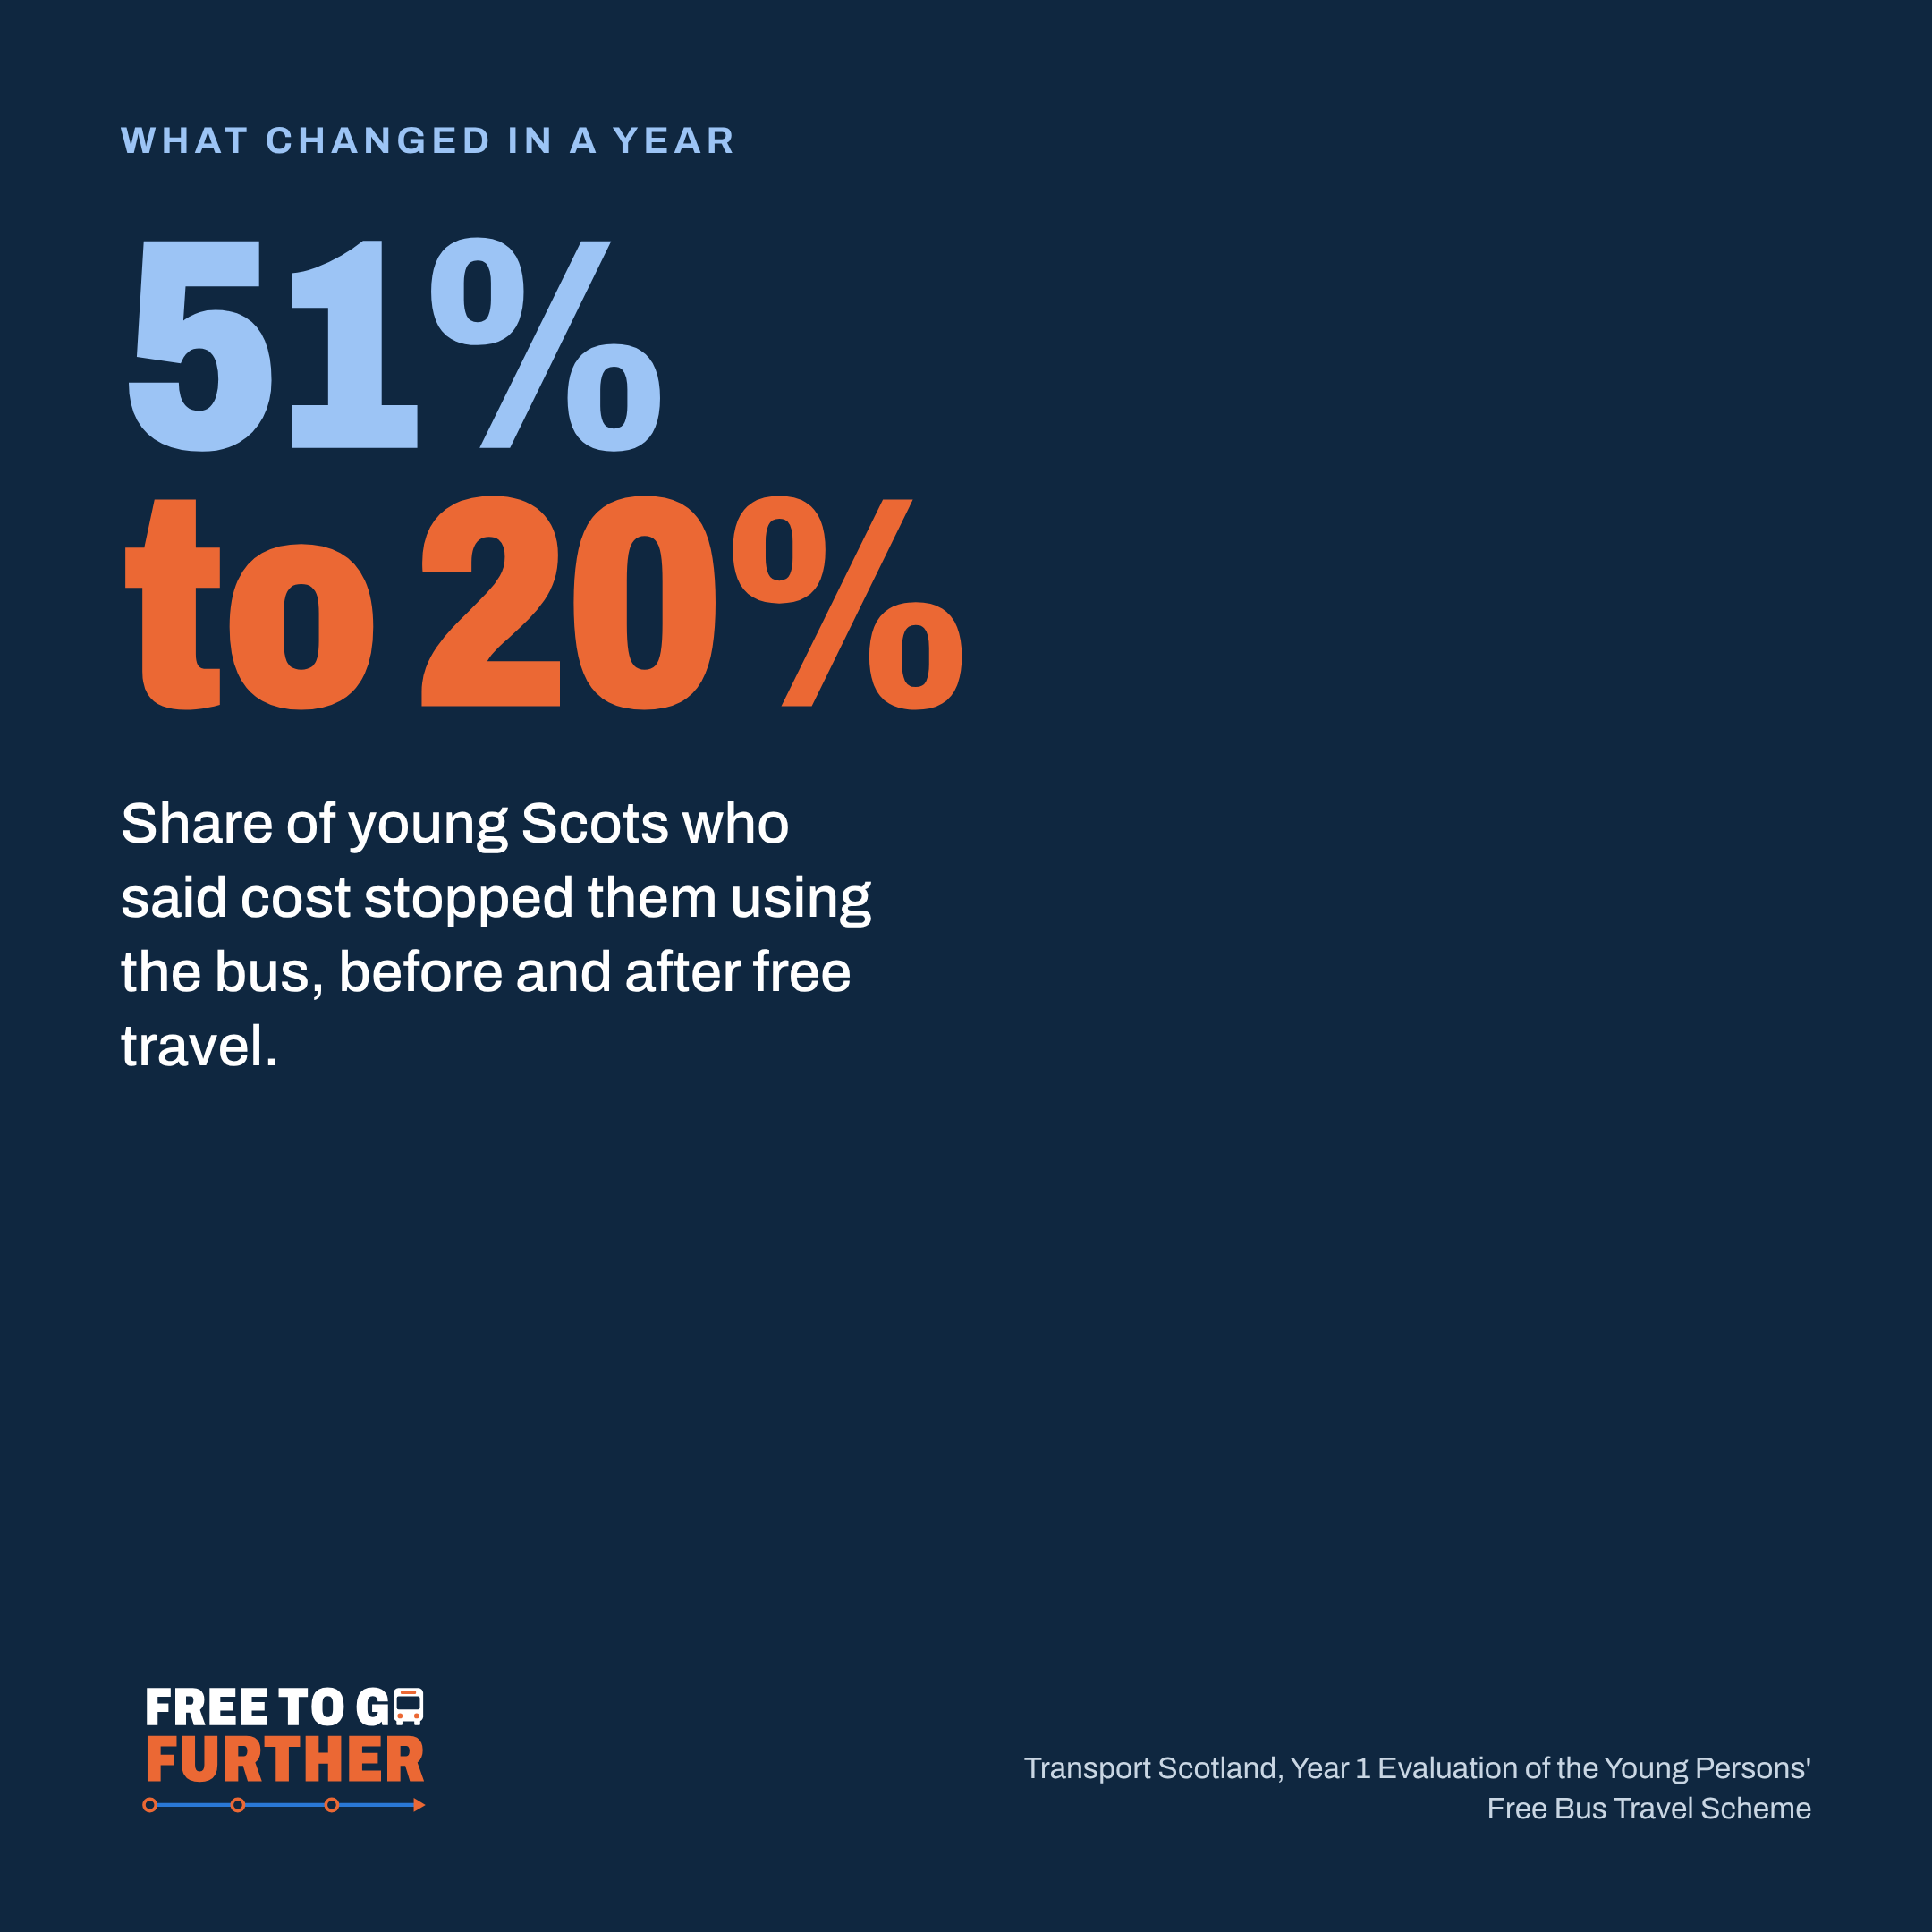 WHAT CHANGED IN A YEAR
51%
to 20%
Share of young Scots who
said cost stopped them using
the bus, before and after free
travel.
FREE TO GO
FURTHER
Transport Scotland, Year 1 Evaluation of the Young Persons'
Free Bus Travel Scheme